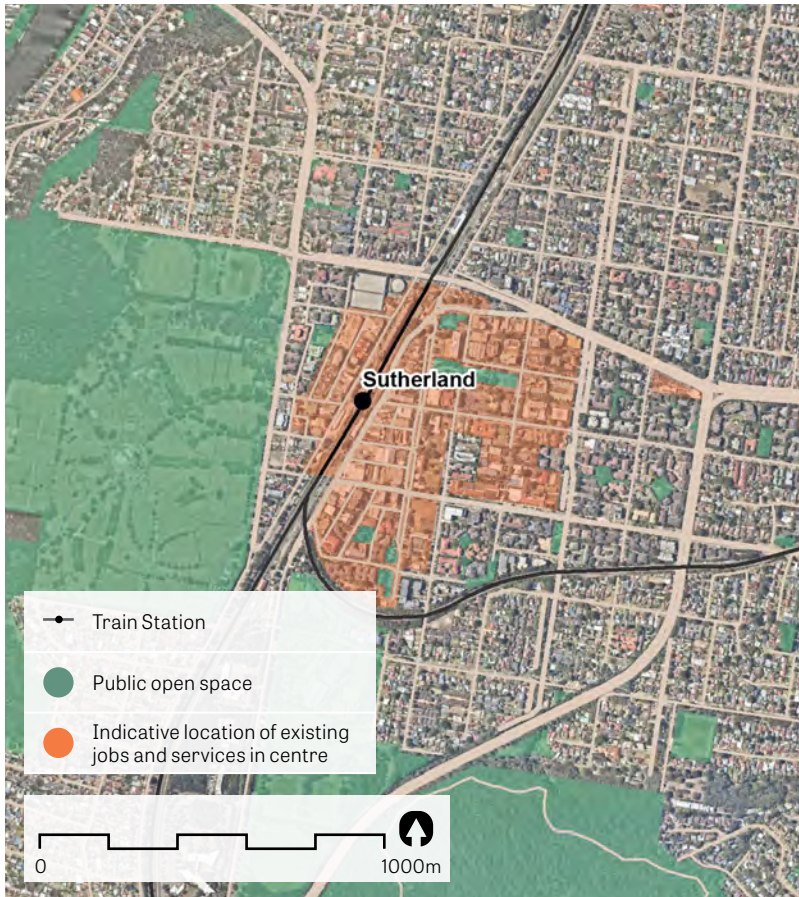 Sutherland
Train Station
Public open space
Indicative location of existing
jobs and services in centre
0
1000m